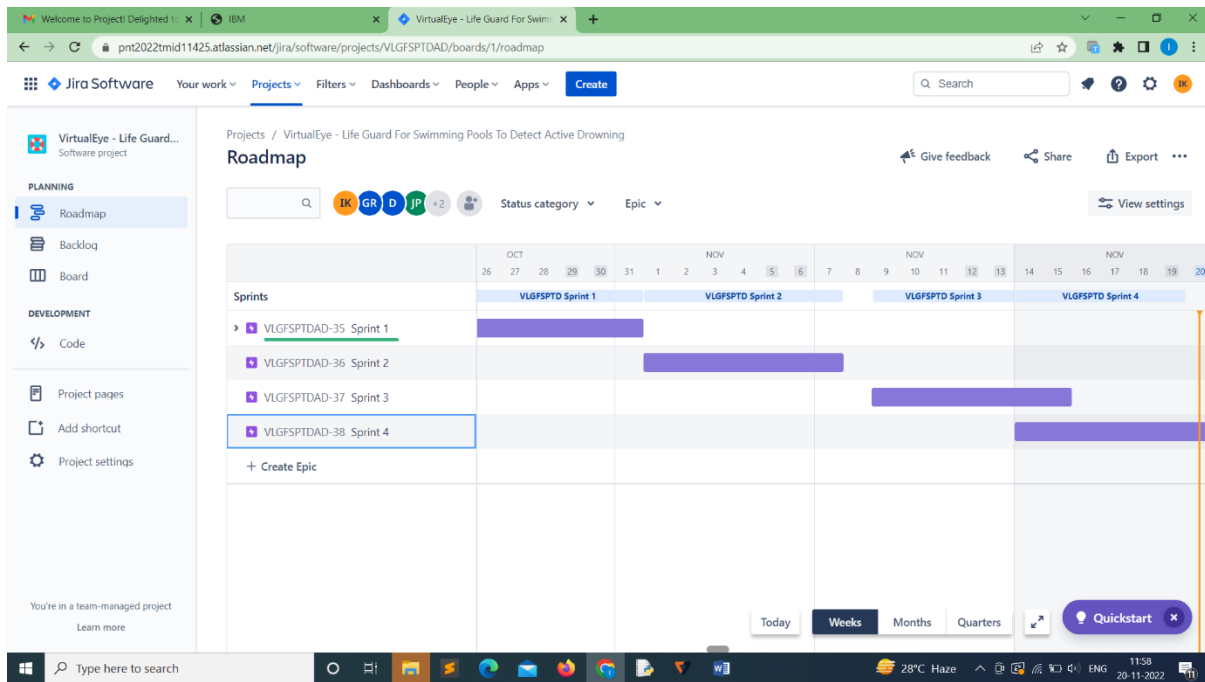 Welcome to Project! Delighted to
IBM
VirtualEye - Life Guard For Swimm
pnt2022tmid11425.atlassian.net/jira/software/projects/VLGFSPTDAD/boards/1/roadmap
I
Jira Software Your work Projects Filters Dashboards People Apps Create Search IK
VirtualEye - Life Guard...
Software project
PLANNING
Roadmap
Backlog
Board
DEVELOPMENT
Code
Project pages
Add shortcut
Project settings
You're in a team-managed project
Learn more
Projects / VirtualEye - Life Guard For Swimming Pools To Detect Active Drowning
Roadmap
Give feedback Share Export
IK GR D JP +2 Status category Epic View settings
OCT NOV NOV NOV
26 27 28 29 30 31 1 2 3 4 5 6 7 8 9 10 11 12 13 14 15 16 17 18 19 20
Sprints VLGFSPTD Sprint 1 VLGFSPTD Sprint 2 VLGFSPTD Sprint 3 VLGFSPTD Sprint 4
VLGFSPTDAD-35 Sprint 1
VLGFSPTDAD-36 Sprint 2
VLGFSPTDAD-37 Sprint 3
VLGFSPTDAD-38 Sprint 4
+ Create Epic
Today Weeks Months Quarters Quickstart
Type here to search
28°C Haze ENG 11:58
20-11-2022
11